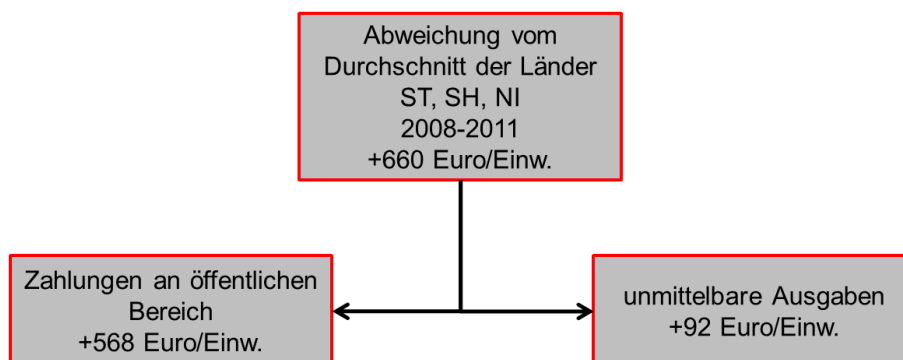 Abweichung vom
Durchschnitt der Länder
ST, SH, NI
2008-2011
+660 Euro/Einw.
Zahlungen an öffentlichen
Bereich
+568 Euro/Einw.
unmittelbare Ausgaben
+92 Euro/Einw.